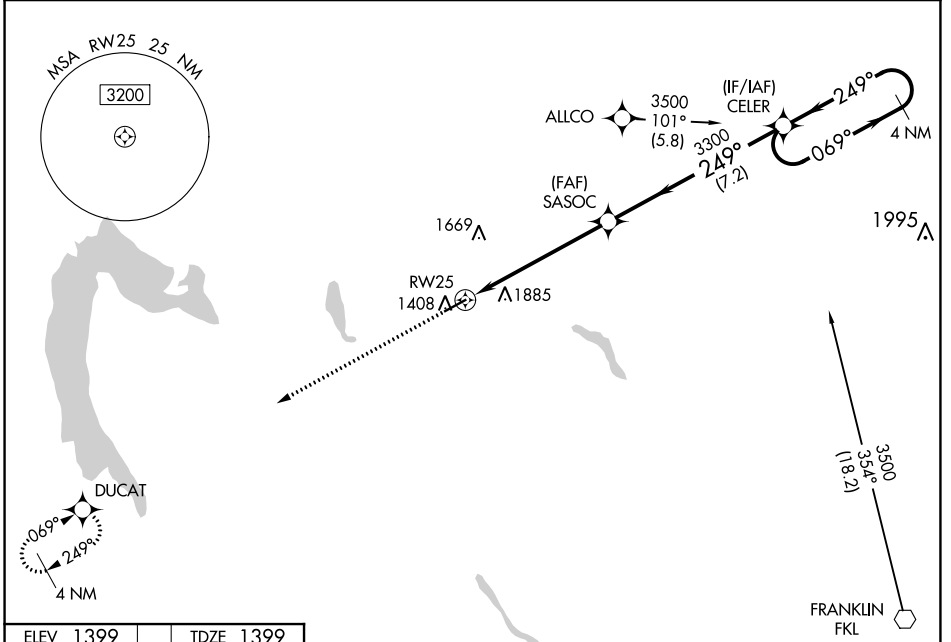 MSA RW25 25 NM
3200
ALLCO
3500
101°
(5.8)
(IF/IAF)
CELER
249°
069°
4 NM
3300
249°
(7.2)
(FAF)
SASOC
1669
1995
RW25
1408
1885
DUCAT
069°
249°
4 NM
3500
354°
(18.2)
FRANKLIN
FKL
ELEV 1399 TDZE 1399